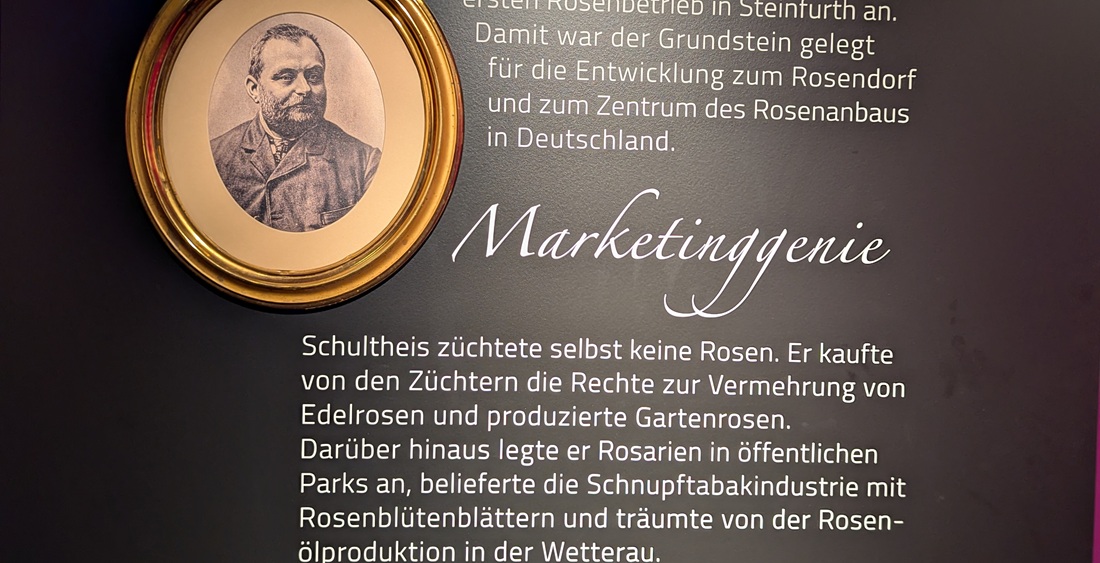 ersten Rosenbetrieb in Steinfurth an.
Damit war der Grundstein gelegt
für die Entwicklung zum Rosendorf
und zum Zentrum des Rosenanbaus
in Deutschland.
Marketinggenie
Schultheis züchtete selbst keine Rosen. Er kaufte
von den Züchtern die Rechte zur Vermehrung von
Edelrosen und produzierte Gartenrosen.
Darüber hinaus legte er Rosarien in öffentlichen
Parks an, belieferte die Schnupftabakindustrie mit
Rosenblütenblättern und träumte von der Rosen-
ölproduktion in der Wetterau.